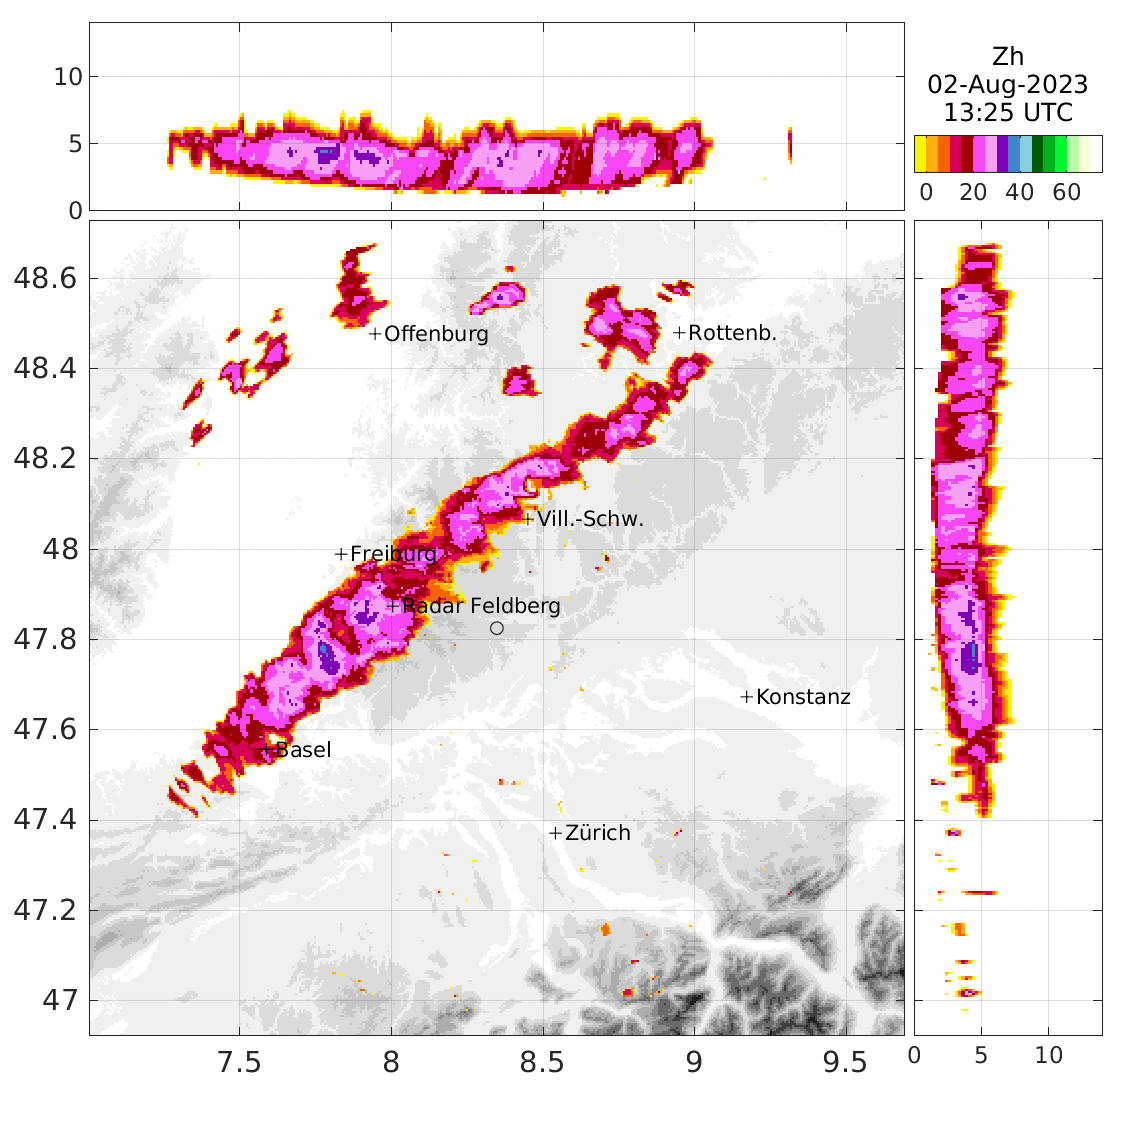 10
5
0
Zh
02-Aug-2023
13:25 UTC
0 20 40 60
48.6
48.4
48.2
48
47.8
47.6
47.4
47.2
47
+Offenburg
+Rottenb.
+Vill.-Schw.
+Freiburg
+Radar Feldberg
+Konstanz
+Basel
+Zürich
7.5 8 8.5 9 9.5
0 5 10